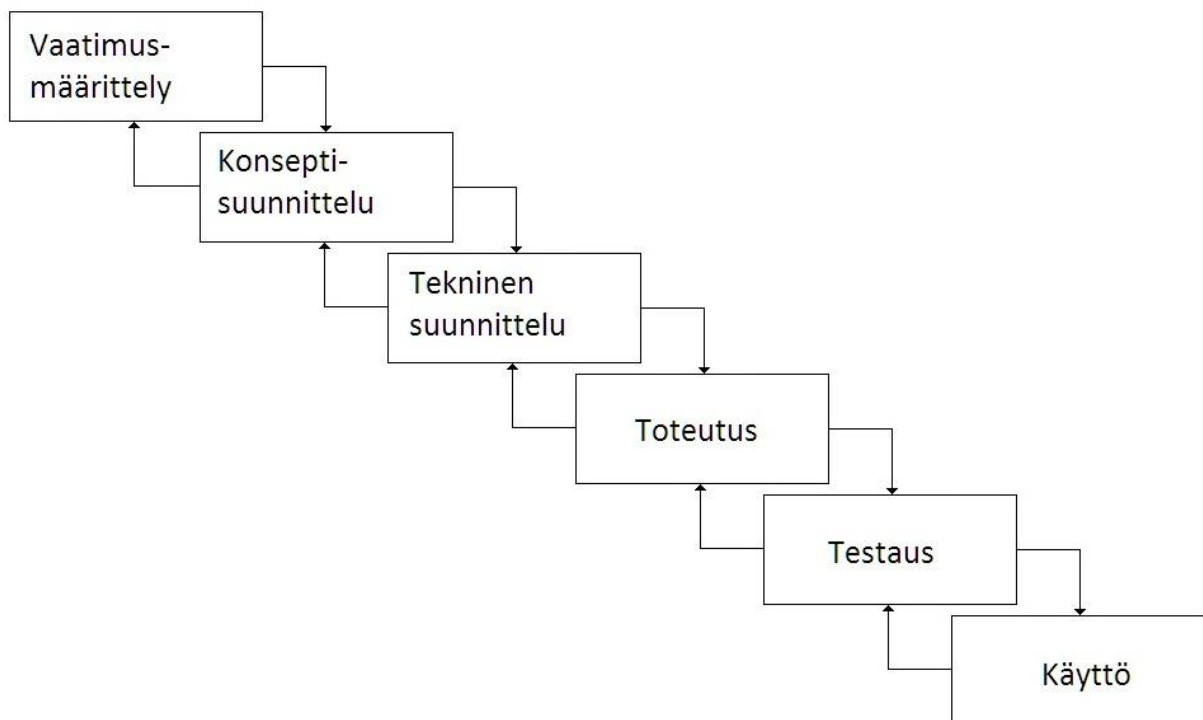 Vaatimus-
määrittely
Konsepti-
suunnittelu
Tekninen
suunnittelu
Toteutus
Testaus
Käyttö